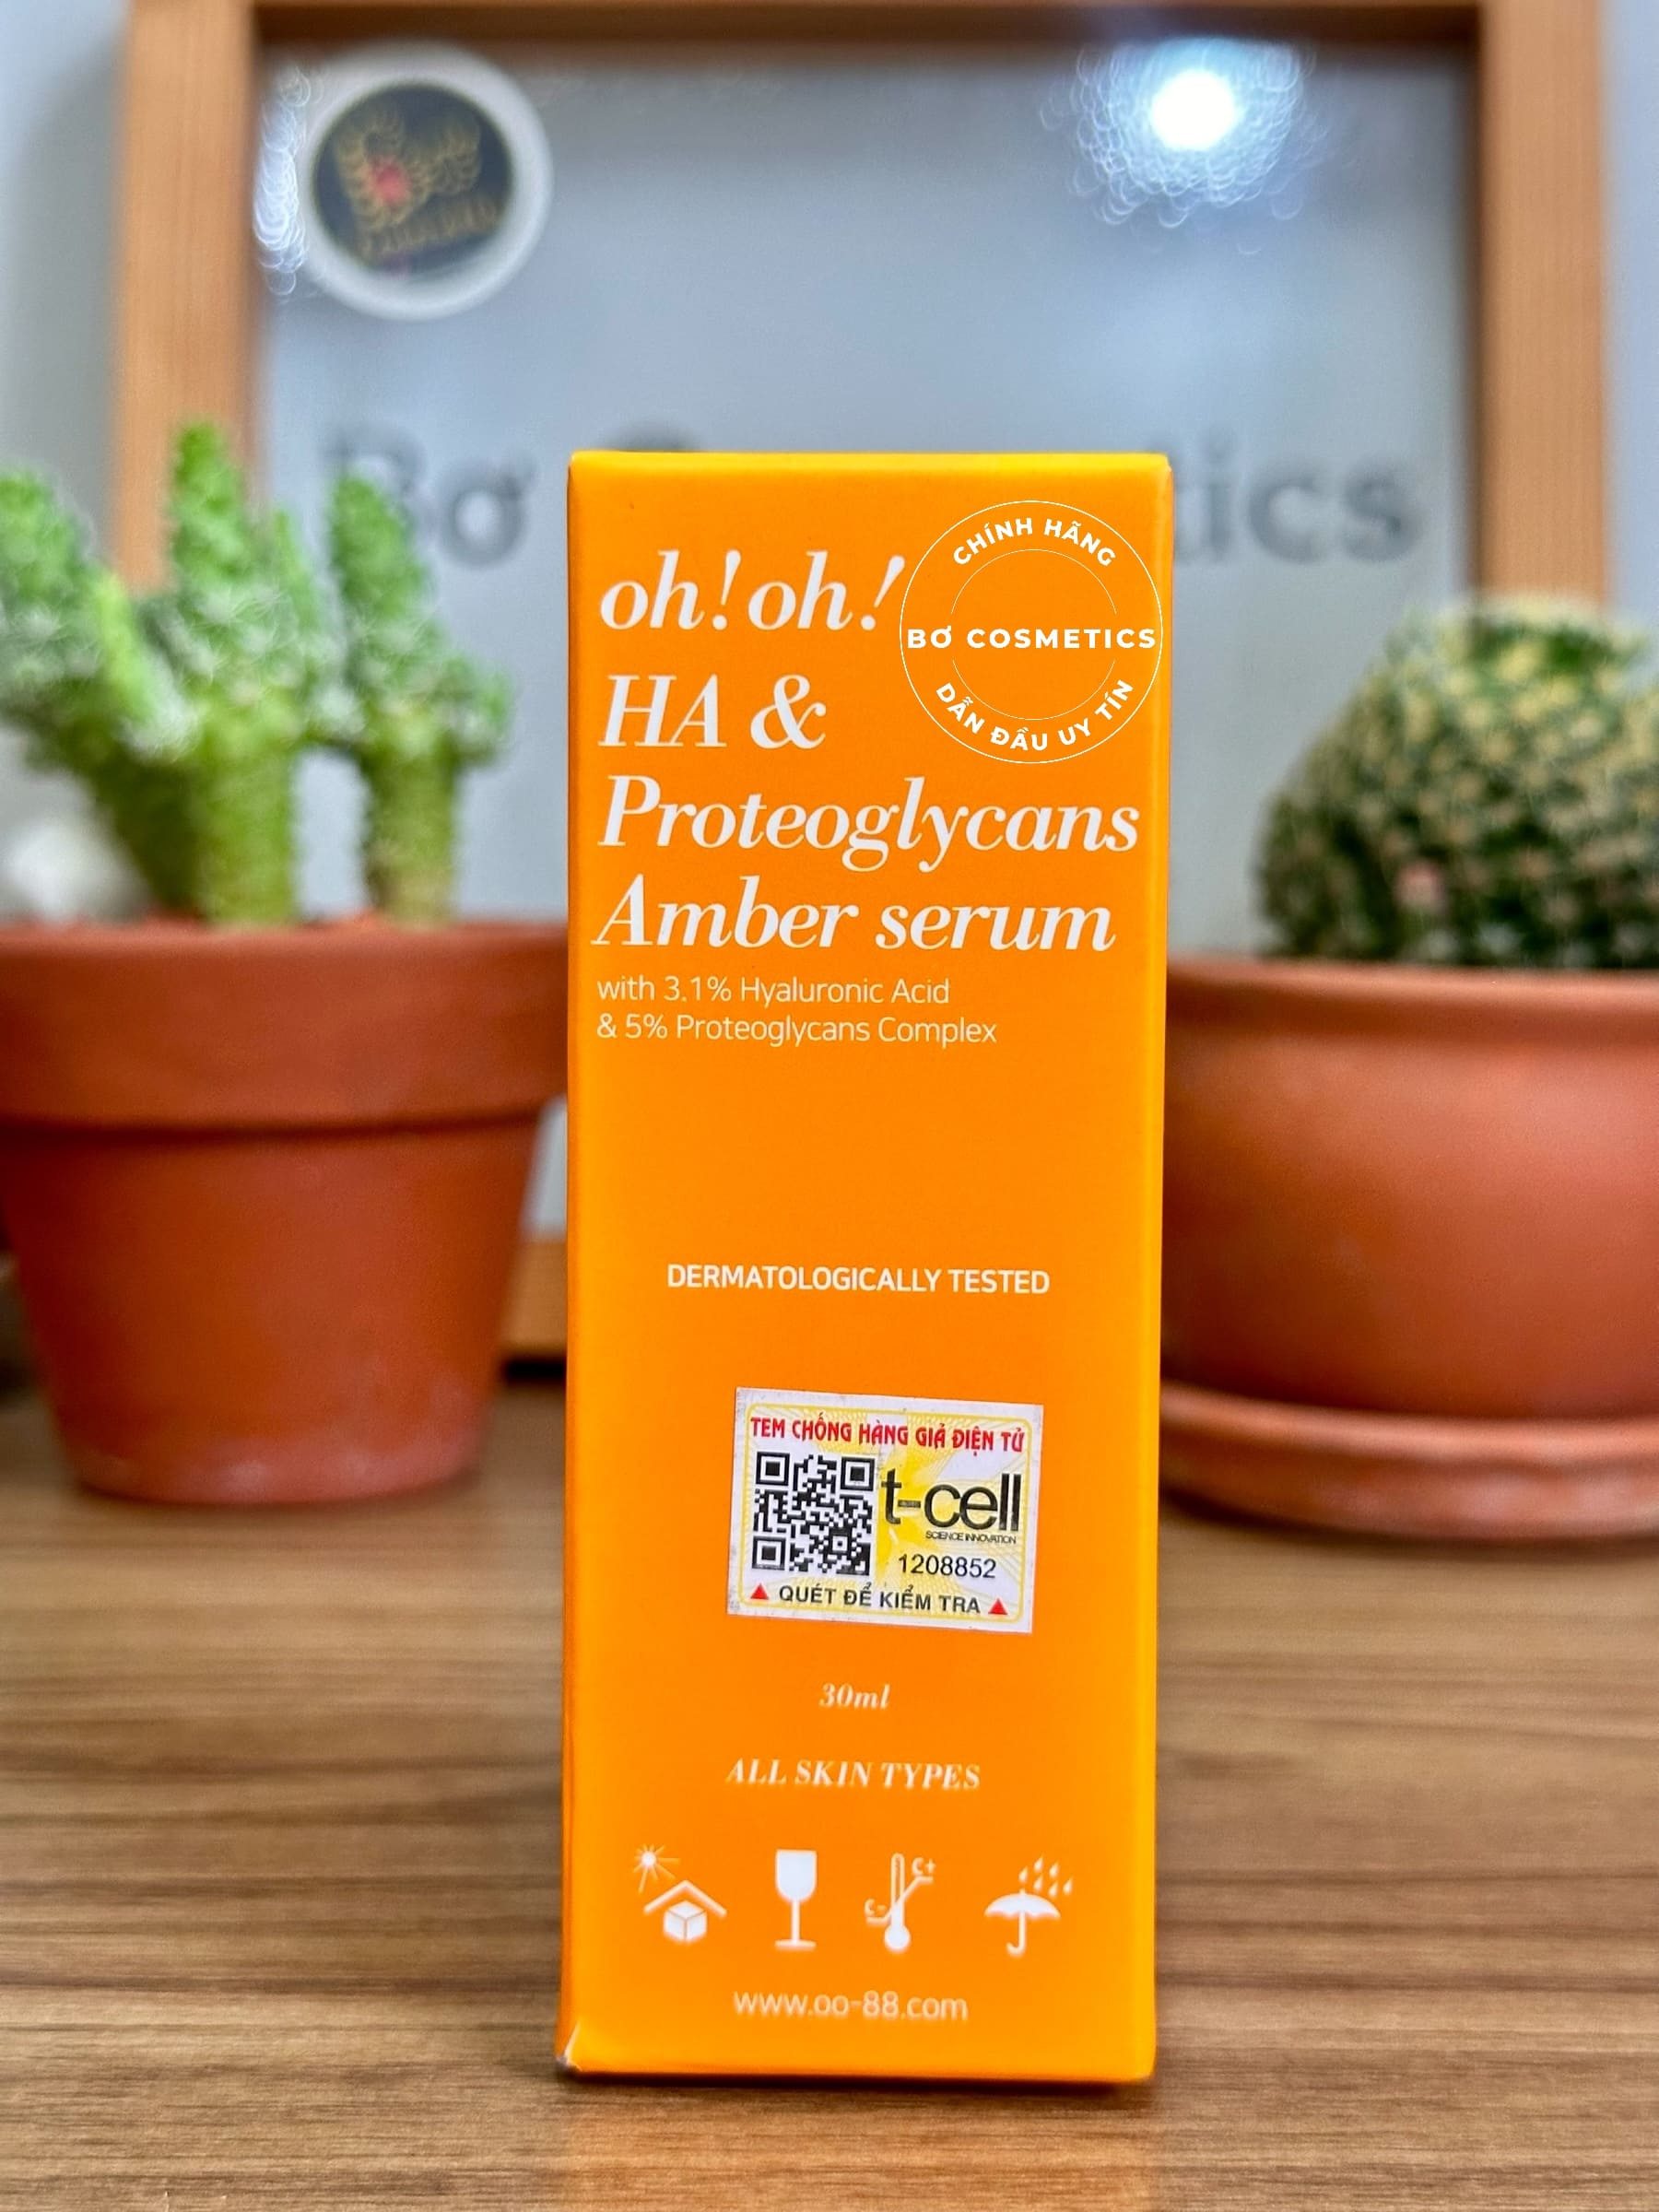 Bơ
tics
CHÍNH HÃNG
BƠ COSMETICS
DẪN ĐẦU UY TÍN
oh! oh!
HA &
Proteoglycans
Amber serum
with 3.1% Hyaluronic Acid
& 5% Proteoglycans Complex
DERMATOLOGICALLY TESTED
TEM CHỐNG HÀNG GIẢ ĐIỆN TỬ
t-cell
SCIENCE INNOVATION
1208852
▲ QUÉT ĐỂ KIỂM TRA ▲
30ml
ALL SKIN TYPES
C+
C-
www.oo-88.com